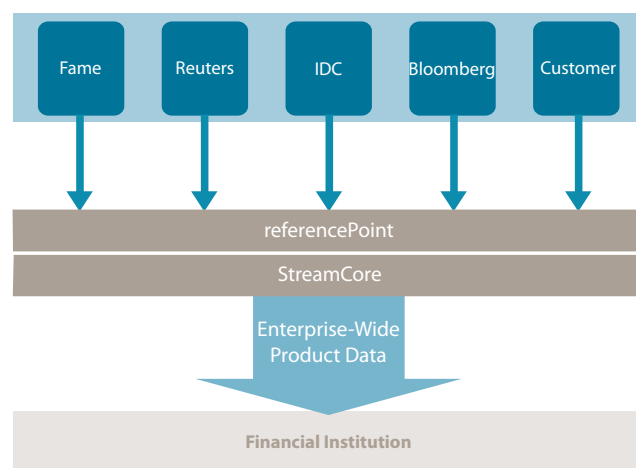 Fame
Reuters
IDC
Bloomberg
Customer
referencePoint
StreamCore
Enterprise-Wide
Product Data
Financial Institution